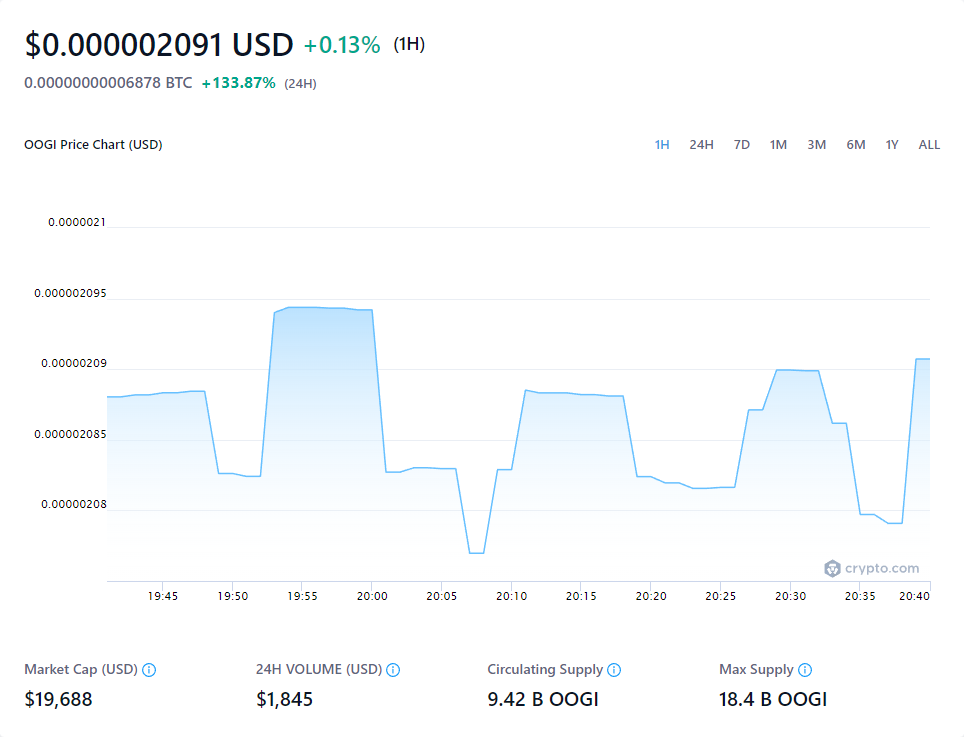 $0.000002091 USD +0.13% (1H)
0.00000000006878 BTC +133.87% (24H)
OOGI Price Chart (USD) 1H 24H 7D 1M 3M 6M 1Y ALL
0.0000021
0.000002095
0.00000209
0.000002085
0.00000208
crypto.com
19:45 19:50 19:55 20:00 20:05 20:10 20:15 20:20 20:25 20:30 20:35 20:40
Market Cap (USD) 24H VOLUME (USD) Circulating Supply Max Supply
$19,688 $1,845 9.42 B OOGI 18.4 B OOGI